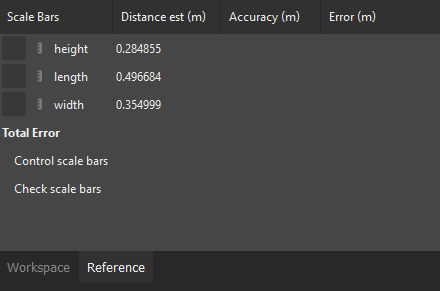 Scale Bars Distance est (m) Accuracy (m) Error (m)
height 0.284855
length 0.496684
width 0.354999
Total Error
Control scale bars
Check scale bars
Workspace Reference